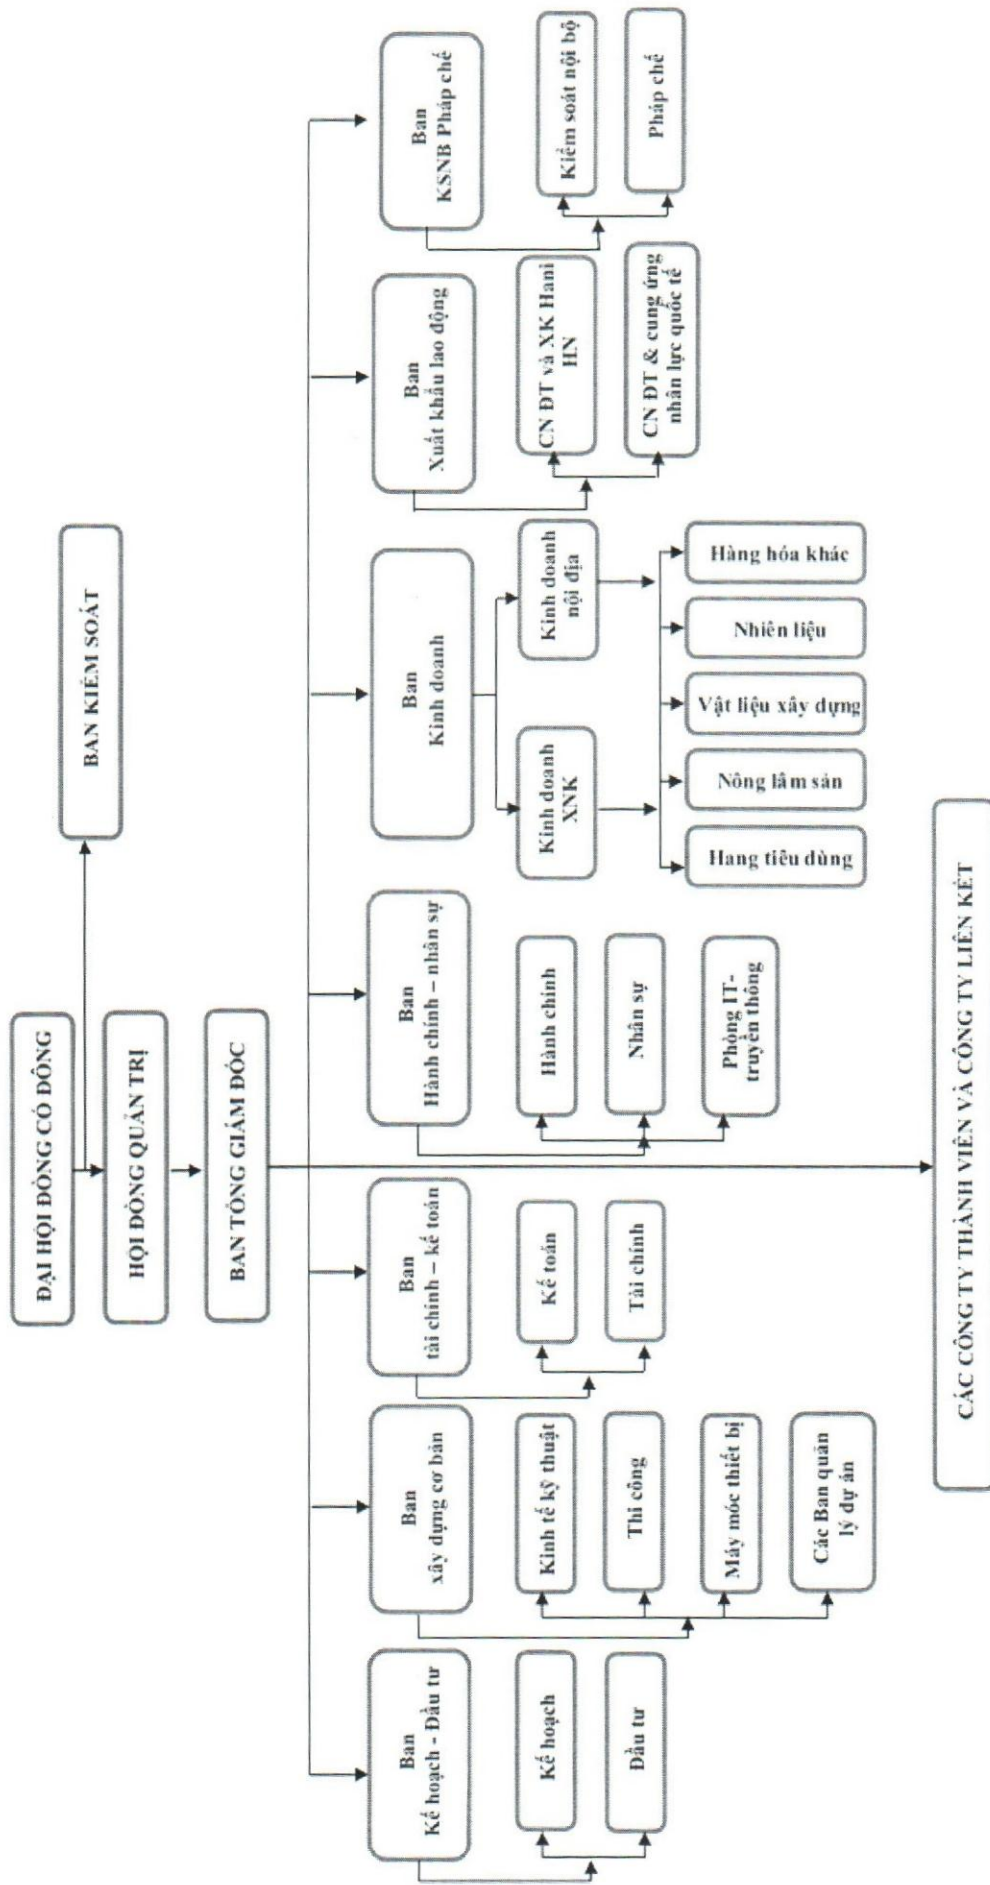 ĐẠI HỘI ĐỒNG CỔ ĐÔNG
BAN KIỂM SOÁT
HỘI ĐỒNG QUẢN TRỊ
BAN TỔNG GIÁM ĐỐC
Ban
Kế hoạch - Đầu tư
Ban
xây dựng cơ bản
Ban
tài chính – kế toán
Ban
Hành chính – nhân sự
Ban
Kinh doanh
Ban
Xuất khẩu lao động
Ban
KSNB Pháp chế
Kế hoạch
Đầu tư
Kinh tế kỹ thuật
Thi công
Máy móc thiết bị
Các Ban quản
lý dự án
Kế toán
Tài chính
Hành chính
Nhân sự
Phòng IT-
truyền thông
Kinh doanh
XNK
Kinh doanh
nội địa
Hang tiêu dùng
Nông lâm sản
Vật liệu xây dựng
Nhiên liệu
Hàng hóa khác
CN ĐT và XK Hani
HN
CN ĐT & cung ứng
nhân lực quốc tế
Kiểm soát nội bộ
Pháp chế
CÁC CÔNG TY THÀNH VIÊN VÀ CÔNG TY LIÊN KẾT